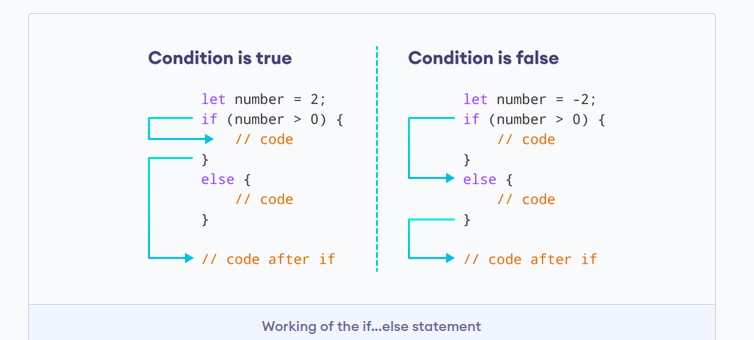 Condition is true
let number = 2;
if (number > 0) {
// code
}
else {
// code
}
// code after if
Condition is false
let number = -2;
if (number > 0) {
// code
}
else {
// code
}
// code after if
Working of the if...else statement